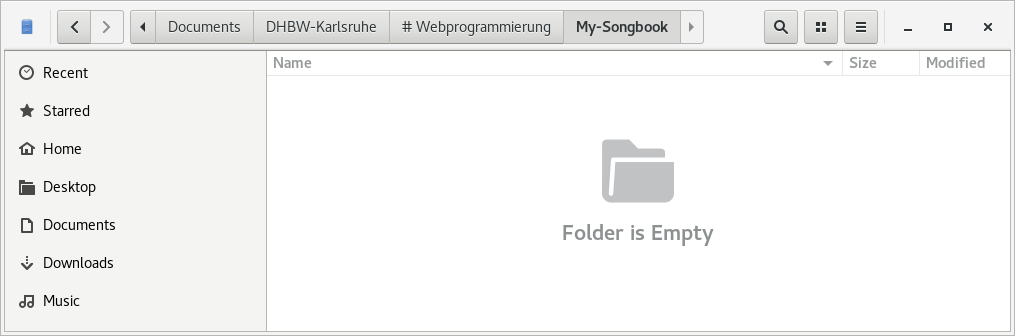 Documents DHBW-Karlsruhe # Webprogrammierung My-Songbook
Name Size Modified
Recent
Starred
Home
Desktop
Documents
Downloads
Music
Folder is Empty